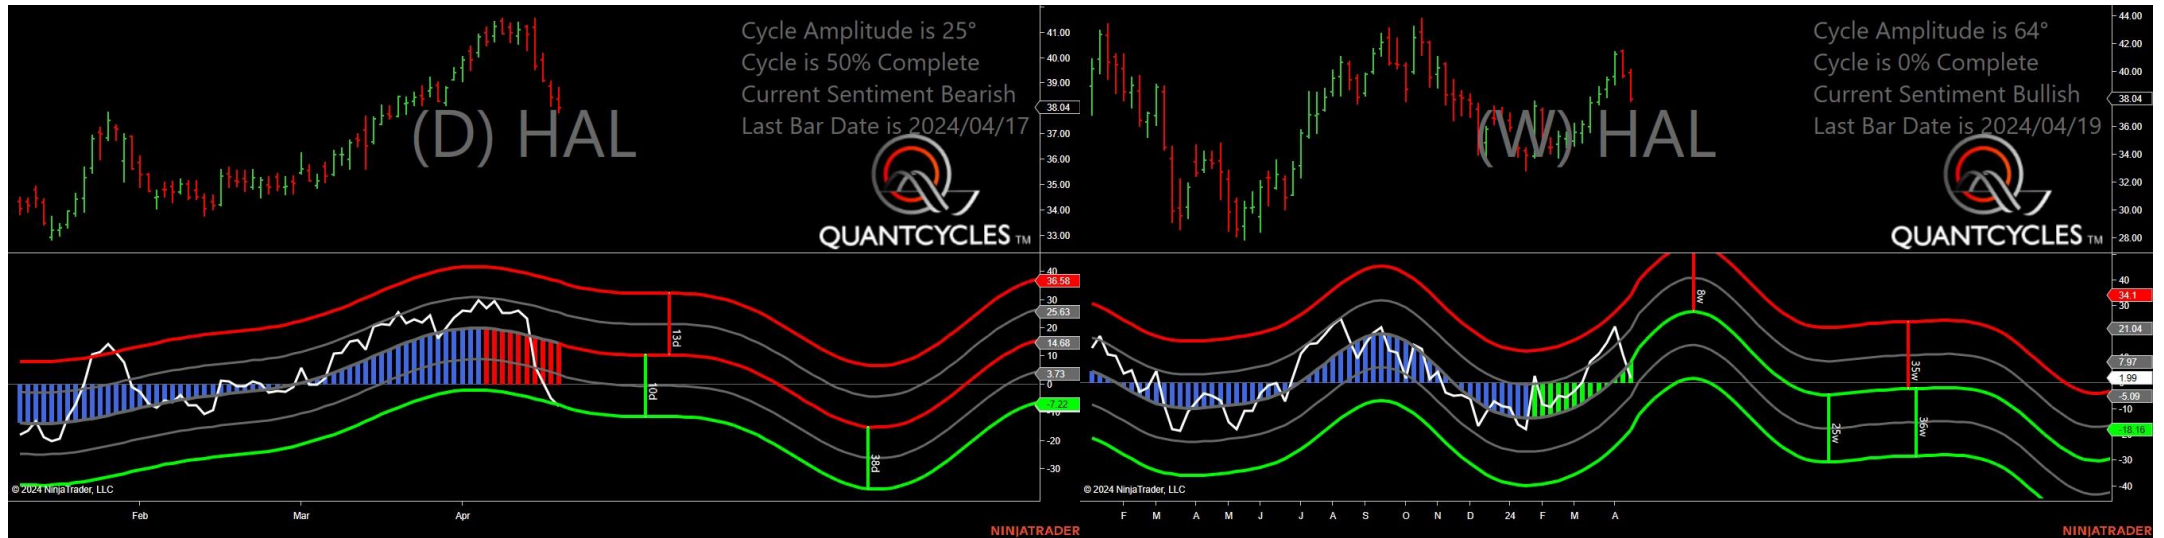 Cycle Amplitude is 25°
Cycle is 50% Complete
Current Sentiment Bearish
Last Bar Date is 2024/04/17
(D) HAL
QUANTCYCLES TM
41.00
40.00
39.00
38.04
37.00
36.00
35.00
34.00
33.00
40
36.58
30
25.63
20
14.68
10
3.73
0
-7.22
-10
-20
-30
13d
10d
38d
© 2024 NinjaTrader, LLC
Feb Mar Apr
NINJATRADER
Cycle Amplitude is 64°
Cycle is 0% Complete
Current Sentiment Bullish
Last Bar Date is 2024/04/19
(W) HAL
QUANTCYCLES TM
44.00
42.00
40.00
38.04
36.00
34.00
32.00
30.00
28.00
40
34.1
30
21.04
7.97
1.99
-5.09
-10
-18.16
-30
-40
8w
35w
25w
36w
© 2024 NinjaTrader, LLC
F M A M J J A S O N D 24 F M A
NINJATRADER